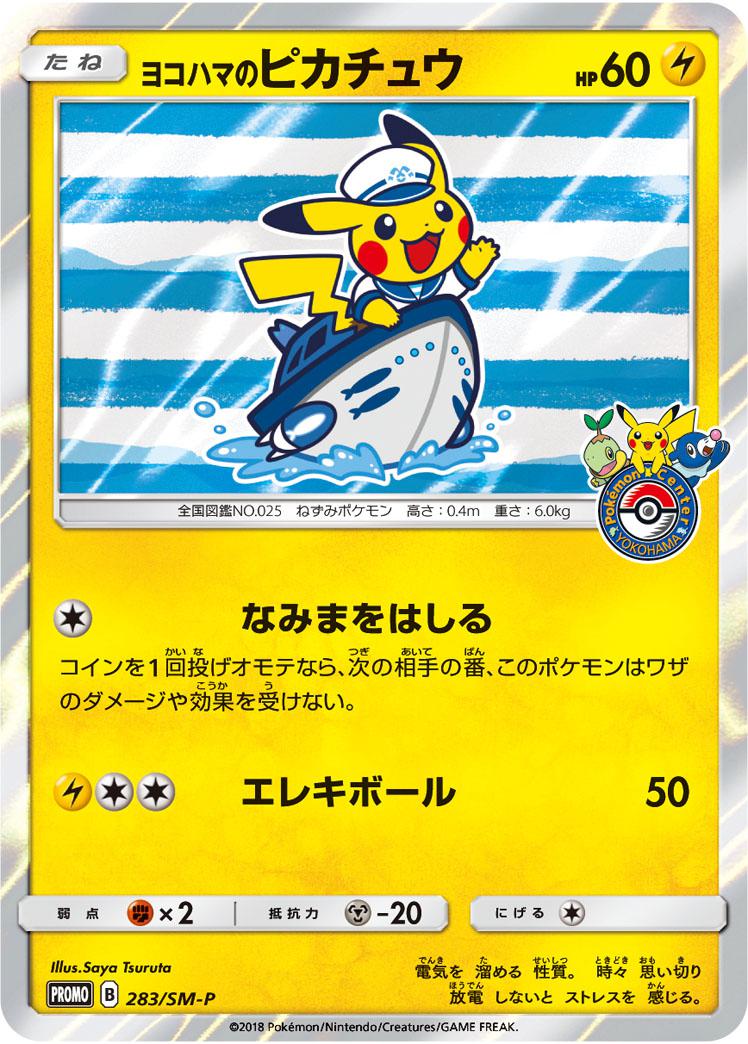 たね ヨコハマのピカチュウ HP60
全国図鑑NO.025 ねずみポケモン 高さ:0.4m 重さ:6.0kg
Pokémon Center
YOKOHAMA
なみまをはしる
コインを1回投げオモテなら、次の相手の番、このポケモンはワザ
のダメージや効果を受けない。
エレキボール 50
弱点 ×2 抵抗力 -20 にげる
Illus.Saya Tsuruta
電気を 溜める 性質。 時々 思い切り
放電 しないと ストレスを 感じる。
PROMO B 283/SM-P
©2018 Pokémon/Nintendo/Creatures/GAME FREAK.